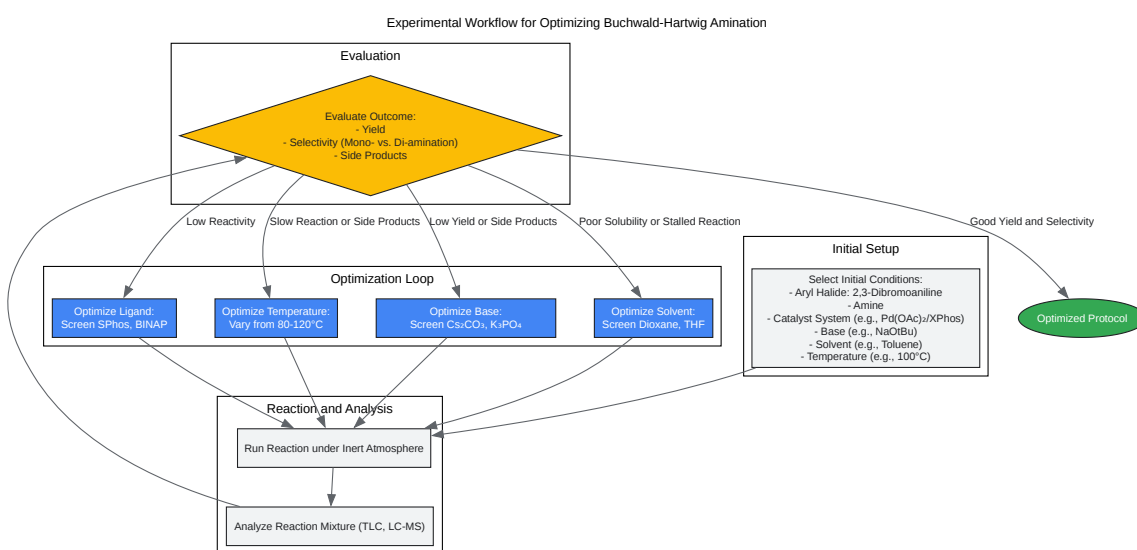 Experimental Workflow for Optimizing Buchwald-Hartwig Amination
Evaluation
Evaluate Outcome:
- Yield
- Selectivity (Mono- vs. Di-amination)
- Side Products
Low Reactivity
Slow Reaction or Side Products
Low Yield or Side Products
Poor Solubility or Stalled Reaction
Good Yield and Selectivity
Optimization Loop
Optimize Ligand:
Screen SPhos, BINAP
Optimize Temperature:
Vary from 80-120°C
Optimize Base:
Screen Cs₂CO₃, K₃PO₄
Optimize Solvent:
Screen Dioxane, THF
Initial Setup
Select Initial Conditions:
- Aryl Halide: 2,3-Dibromoaniline
- Amine
- Catalyst System (e.g., Pd(OAc)₂/XPhos)
- Base (e.g., NaOtBu)
- Solvent (e.g., Toluene)
- Temperature (e.g., 100°C)
Optimized Protocol
Reaction and Analysis
Run Reaction under Inert Atmosphere
Analyze Reaction Mixture (TLC, LC-MS)